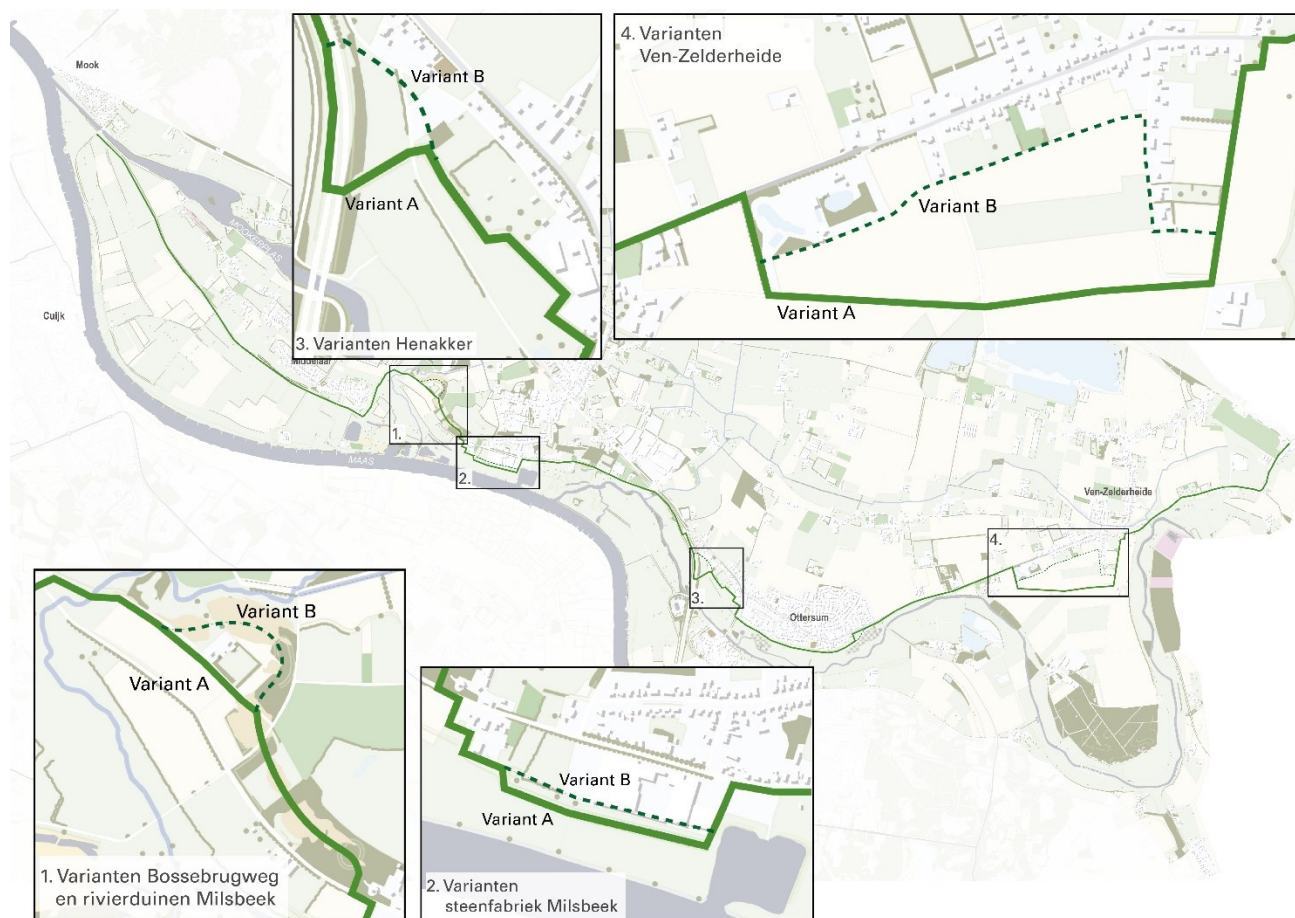 Mook
MOOKERPLAS
Cuijk
Middelaar
MAAS
1.
2.
3.
4.
Ottersum
Ven-Zelderheide
Variant B
Variant A
3. Varianten Henakker
4. Varianten
Ven-Zelderheide
Variant B
Variant A
Variant B
Variant A
1. Varianten Bossebrugweg
en rivierduinen Milsbeek
Variant B
Variant A
2. Varianten
steenfabriek Milsbeek